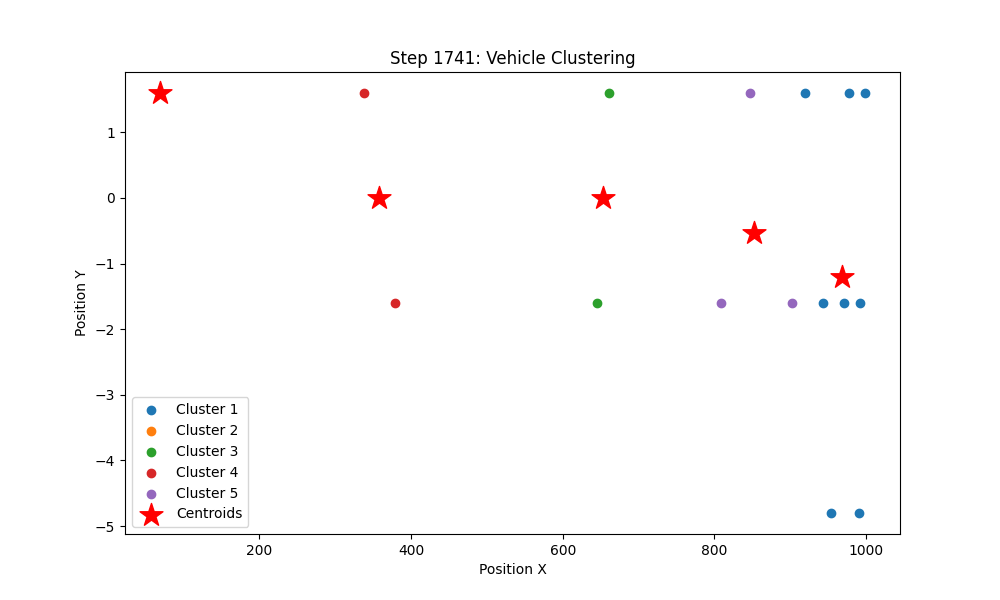 Step 1741: Vehicle Clustering
Position Y
1
0
−1
−2
−3
−4
−5
Cluster 1
Cluster 2
Cluster 3
Cluster 4
Cluster 5
Centroids
200
400
600
800
1000
Position X